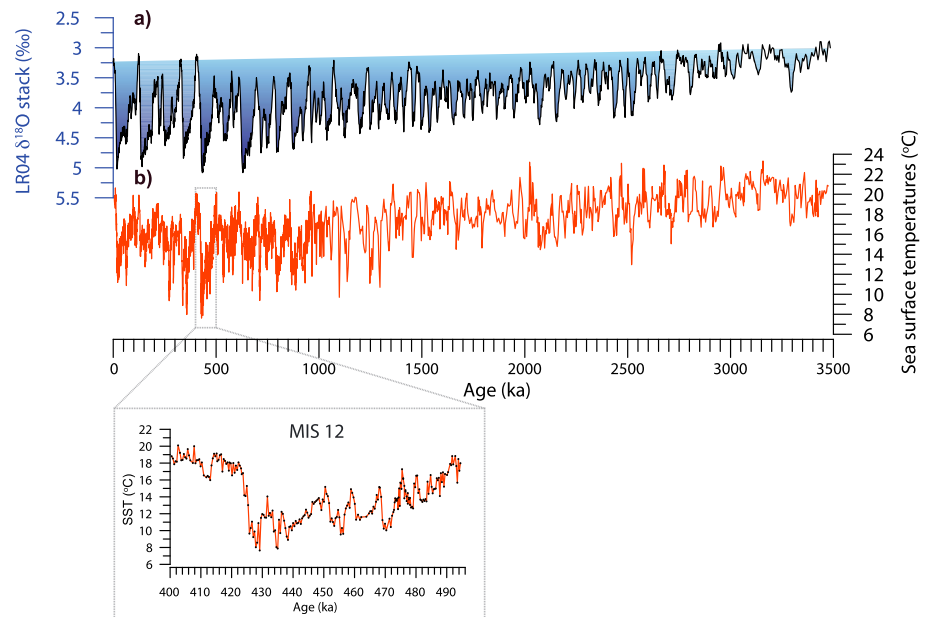 a)
2.5
3
3.5
4
4.5
5
5.5
LR04 δ18O stack (‰)
b)
24
22
20
18
16
14
12
10
8
6
Sea surface temperatures (ºC)
0 500 1000 1500 2000 2500 3000 3500
Age (ka)
MIS 12
22
20
18
16
14
12
10
8
6
SST (ºC)
400 410 420 430 440 450 460 470 480 490
Age (ka)